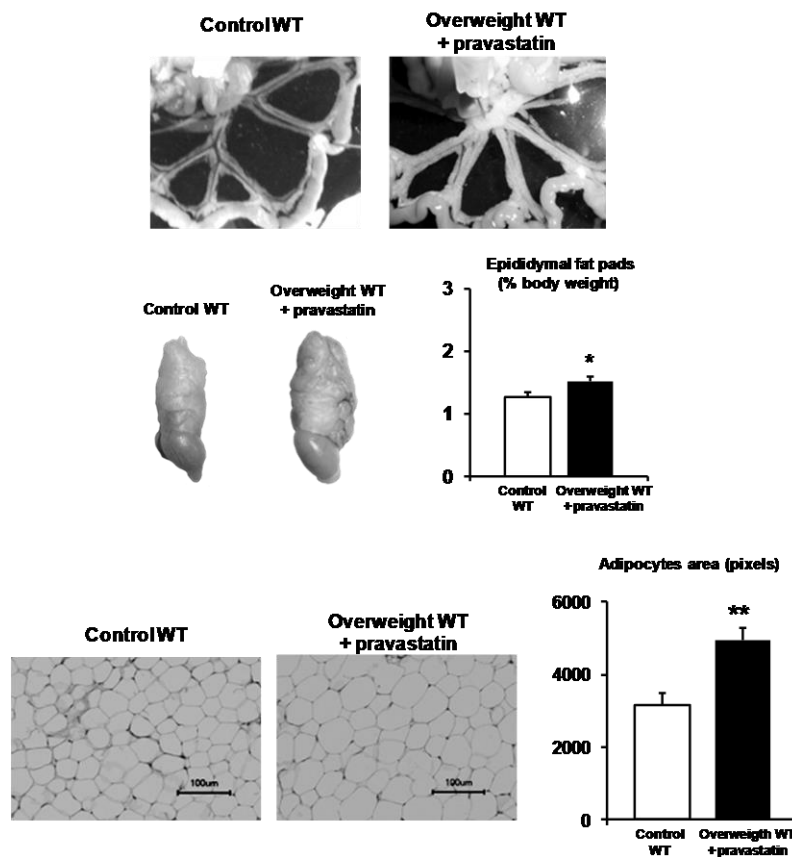 Control WT
Overweight WT
+ pravastatin
Epididymal fat pads
(% body weight)
3
2
1
0
*
Control WT
Overweight WT
+ pravastatin
Control
WT
Overweight WT
+pravastatin
Adipocytes area (pixels)
6000
4000
2000
0
**
Control WT
Overweight WT
+ pravastatin
100um
100um
Control
WT
Overweigth WT
+pravastatin